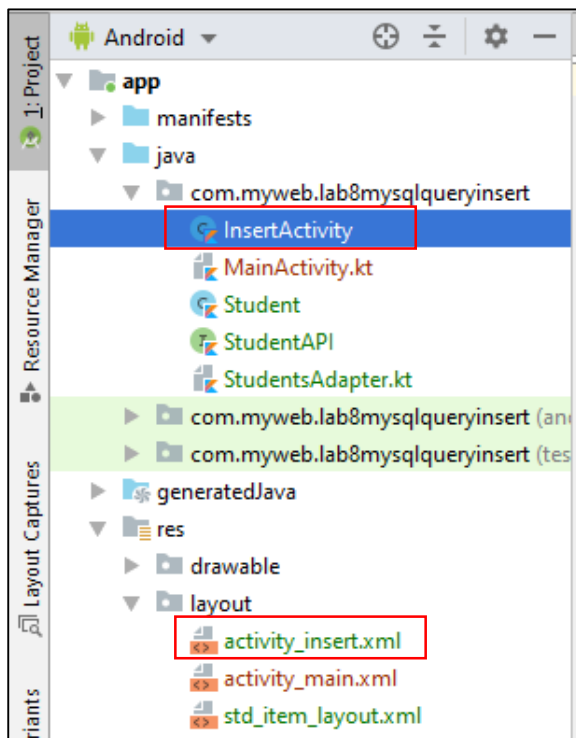 Android
app
manifests
java
com.myweb.lab8mysqlqueryinsert
InsertActivity
MainActivity.kt
Student
StudentAPI
StudentsAdapter.kt
com.myweb.lab8mysqlqueryinsert (an
com.myweb.lab8mysqlqueryinsert (tes
generatedJava
res
drawable
layout
activity_insert.xml
activity_main.xml
std_item_layout.xml
1: Project
Resource Manager
Layout Captures
riants